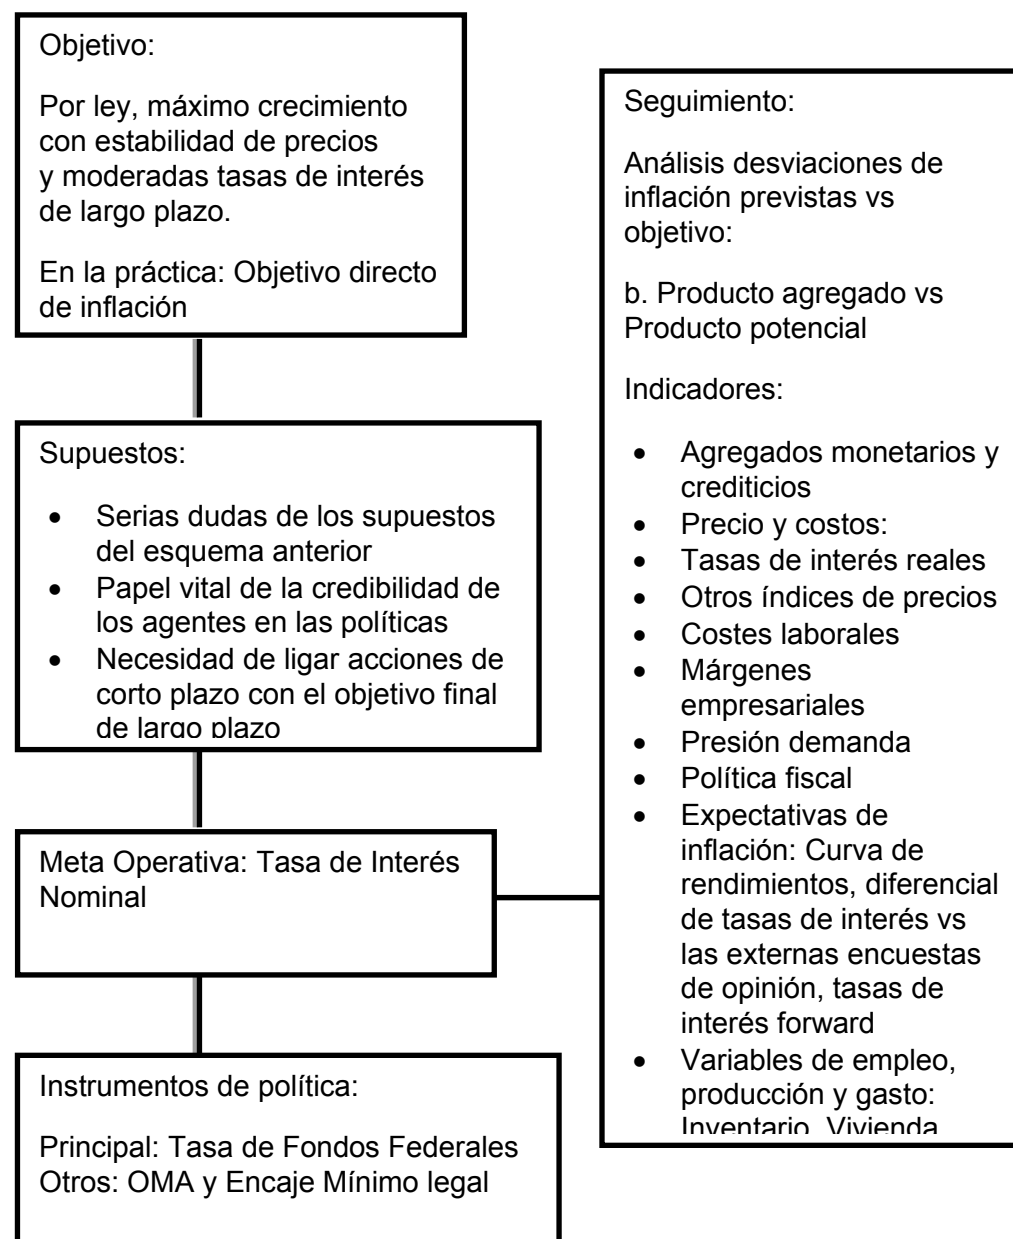 Objetivo:
Por ley, máximo crecimiento
con estabilidad de precios
y moderadas tasas de interés
de largo plazo.
En la práctica: Objetivo directo
de inflación
Supuestos:
• Serias dudas de los supuestos
del esquema anterior
• Papel vital de la credibilidad de
los agentes en las políticas
• Necesidad de ligar acciones de
corto plazo con el objetivo final
de largo plazo
Meta Operativa: Tasa de Interés
Nominal
Instrumentos de política:
Principal: Tasa de Fondos Federales
Otros: OMA y Encaje Mínimo legal
Seguimiento:
Análisis desviaciones de
inflación previstas vs
objetivo:
b. Producto agregado vs
Producto potencial
Indicadores:
• Agregados monetarios y
crediticios
• Precio y costos:
• Tasas de interés reales
• Otros índices de precios
• Costes laborales
• Márgenes
empresariales
• Presión demanda
• Política fiscal
• Expectativas de
inflación: Curva de
rendimientos, diferencial
de tasas de interés vs
las externas encuestas
de opinión, tasas de
interés forward
• Variables de empleo,
producción y gasto:
Inventario, Vivienda